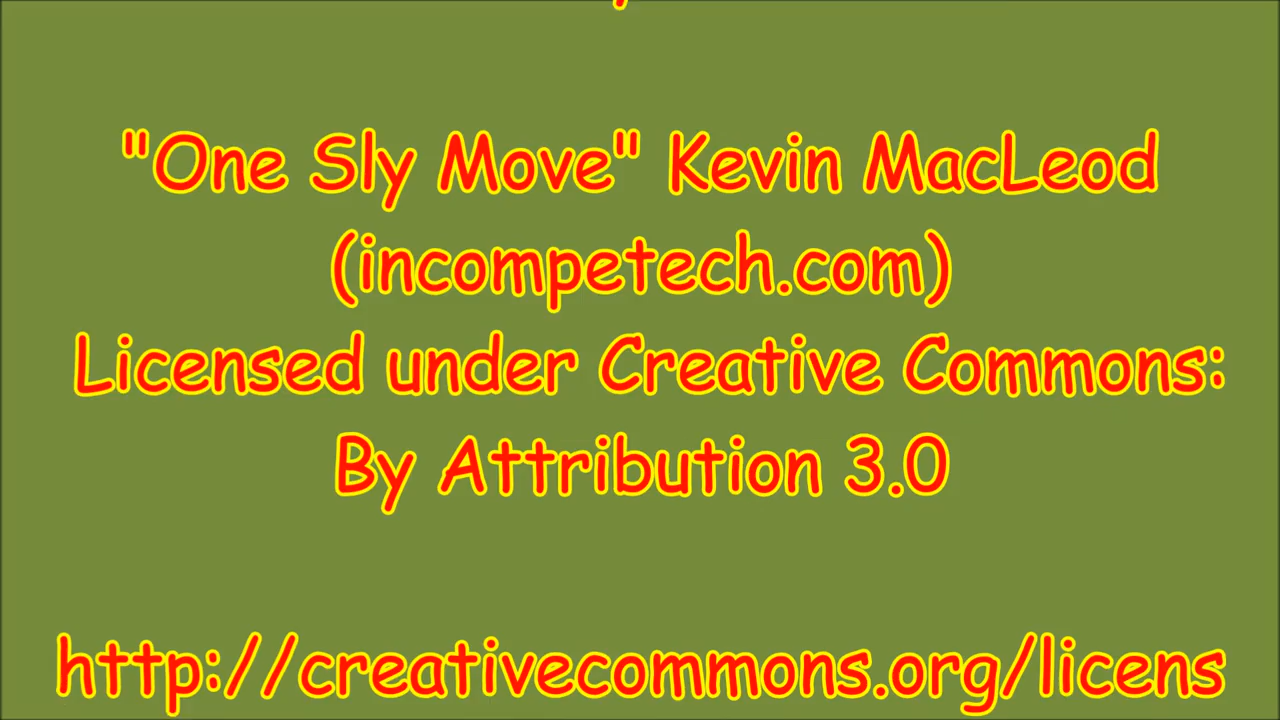 "One Sly Move" Kevin MacLeod
(incompetech.com)
Licensed under Creative Commons:
By Attribution 3.0
http://creativecommons.org/licens